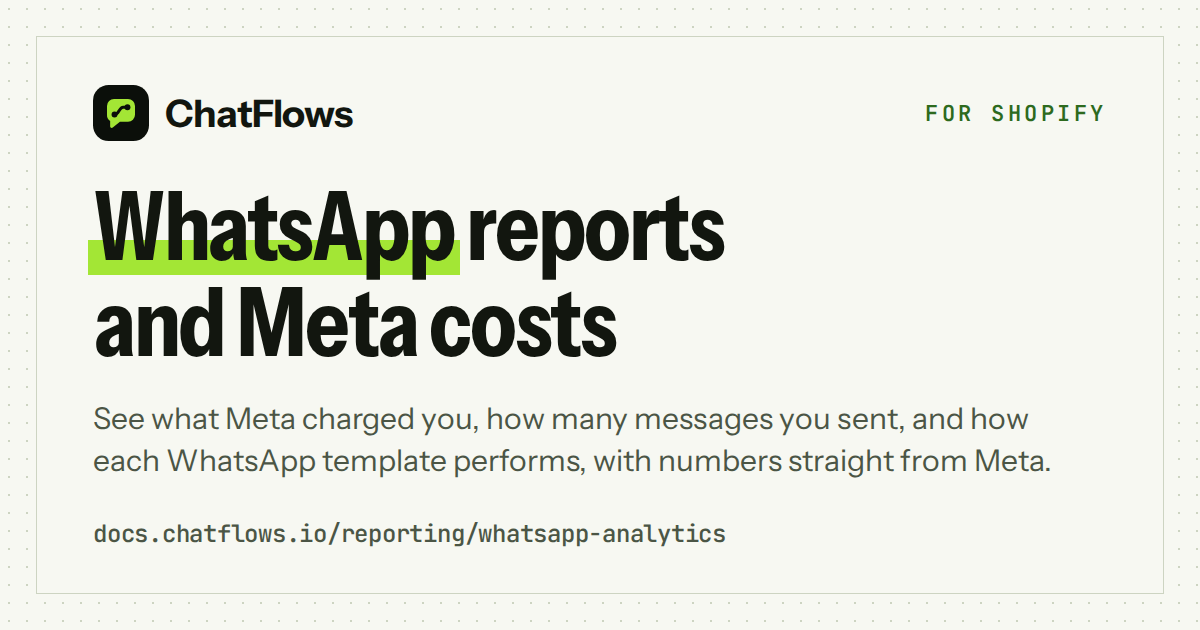 ChatFlows
FOR SHOPIFY
WhatsApp reports
and Meta costs
See what Meta charged you, how many messages you sent, and how
each WhatsApp template performs, with numbers straight from Meta.
docs.chatflows.io/reporting/whatsapp-analytics